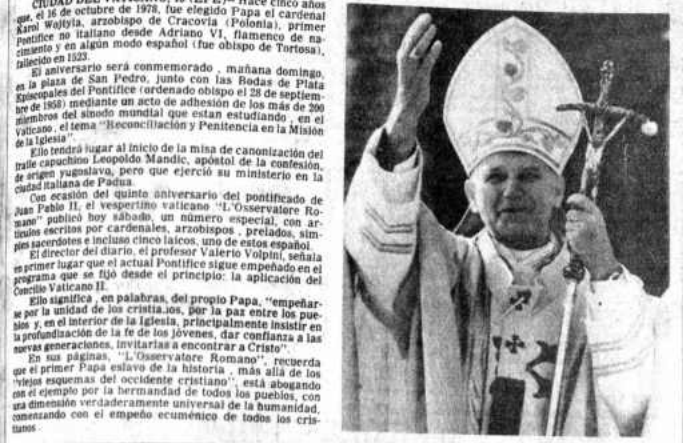 CIUDAD DEL VATICANO, 15 (EFE)— Hace cinco años
que, el 16 de octubre de 1978, fue elegido Papa el cardenal
Karol Wojtyla, arzobispo de Cracovia (Polonia), primer
Pontífice no italiano desde Adriano VI, flamenco de na-
cimiento y en algún modo español (fue obispo de Tortosa),
fallecido en 1523.
El aniversario será conmemorado , mañana domingo,
en la plaza de San Pedro, junto con las Bodas de Plata
Episcopales del Pontífice (ordenado obispo el 28 de septiem-
bre de 1958) mediante un acto de adhesión de los más de 200
miembros del sínodo mundial que estan estudiando , en el
Vaticano, el tema "Reconciliación y Penitencia en la Misión
de la Iglesia".
Ello tendrá lugar al inicio de la misa de canonización del
fraile capuchino Leopoldo Mandic, apóstol de la confesión,
de origen yugoslavo, pero que ejerció su ministerio en la
ciudad italiana de Padua.
Con ocasión del quinto aniversario del pontificado de
Juan Pablo II, el vespertino vaticano "L'Osservatore Ro-
mano" publicó hoy sábado, un número especial, con ar-
tículos escritos por cardenales, arzobispos , prelados, sim-
ples sacerdotes e incluso cinco laicos, uno de estos español.
El director del diario, el profesor Valerio Volpini, señala
en primer lugar que el actual Pontífice sigue empeñado en el
programa que se fijó desde el principio: la aplicación del
Concilio Vaticano II.
Ello significa , en palabras, del propio Papa, "empeñar-
se por la unidad de los cristianos, por la paz entre los pue-
blos y, en el interior de la Iglesia, principalmente insistir en
la profundización de la fe de los jóvenes, dar confianza a las
nuevas generaciones, invitarlas a encontrar a Cristo".
En sus páginas, "L'Osservatore Romano", recuerda
que el primer Papa eslavo de la historia , más allá de los
"viejos esquemas del occidente cristiano", está abogando
con el ejemplo por la hermandad de todos los pueblos, con
una dimensión verdaderamente universal de la humanidad,
comenzando con el empeño ecuménico de todos los cris-
tianos